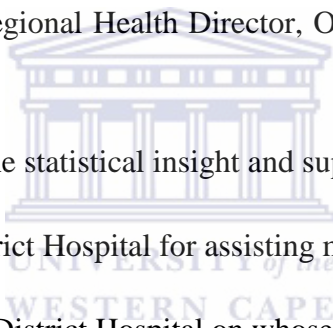 egional Health Director, O
e statistical insight and sup
rict Hospital for assisting m
UNIVERSITY of the
District Hospital on whose
WESTERN CAPE